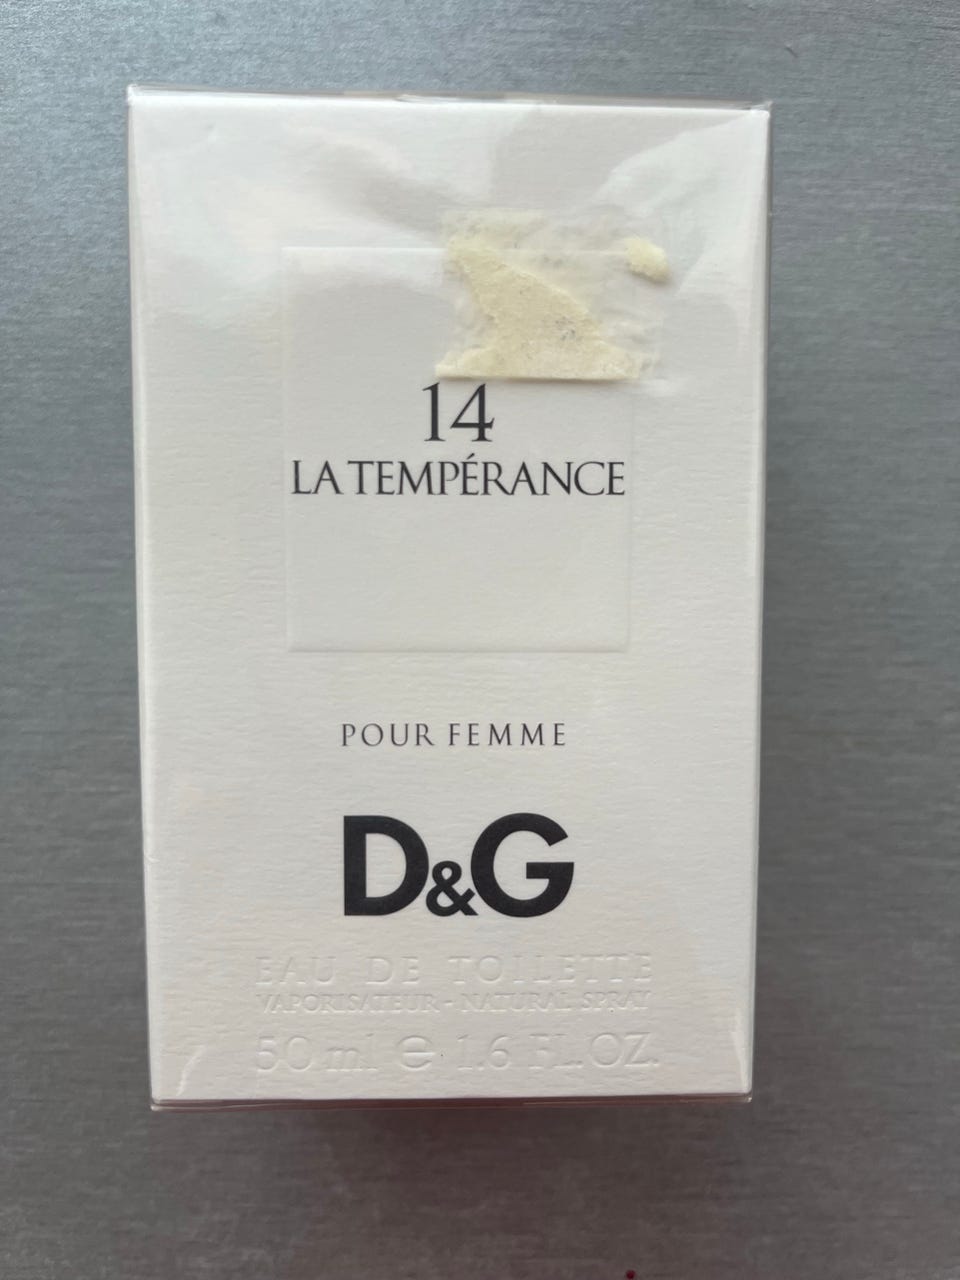 14
LA TEMPÉRANCE
POUR FEMME
D&G
EAU DE TOILETTE
VAPORISATEUR - NATURAL SPRAY
50 ml ℮ 1.6 FL. OZ.